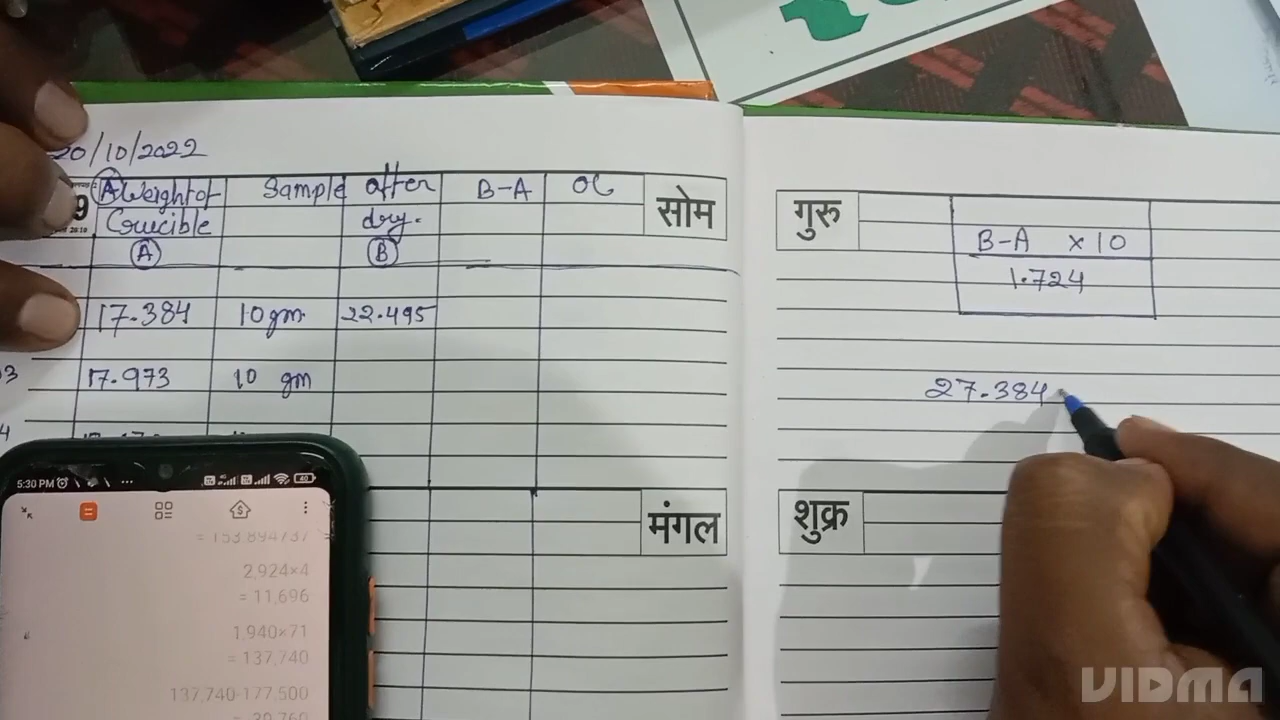 20/10/2022
A Weight of Crucible A
Sample
after dry. B
B-A
OC
सोम
17.384 10 gm. 22.495
17.973 10 gm
मंगल
गुरु
B-A ×10
1.724
27.384
शुक्र
5:30 PM
= 153.894737
2,924×4
= 11,696
1,940×71
= 137,740
137,740-177,500
VIDMA